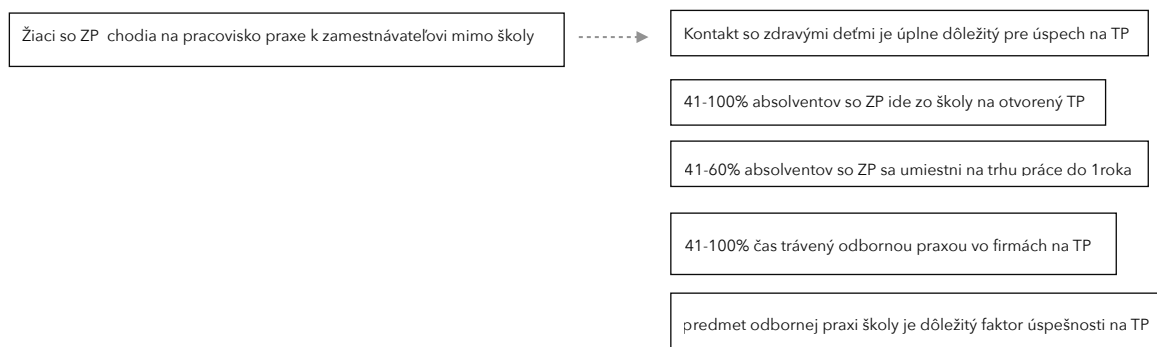 Žiaci so ZP chodia na pracovisko praxe k zamestnávateľovi mimo školy
Kontakt so zdravými deťmi je úplne dôležitý pre úspech na TP
41-100% absolventov so ZP ide zo školy na otvorený TP
41-60% absolventov so ZP sa umiestni na trhu práce do 1roka
41-100% čas trávený odbornou praxou vo firmách na TP
predmet odbornej praxi školy je dôležitý faktor úspešnosti na TP